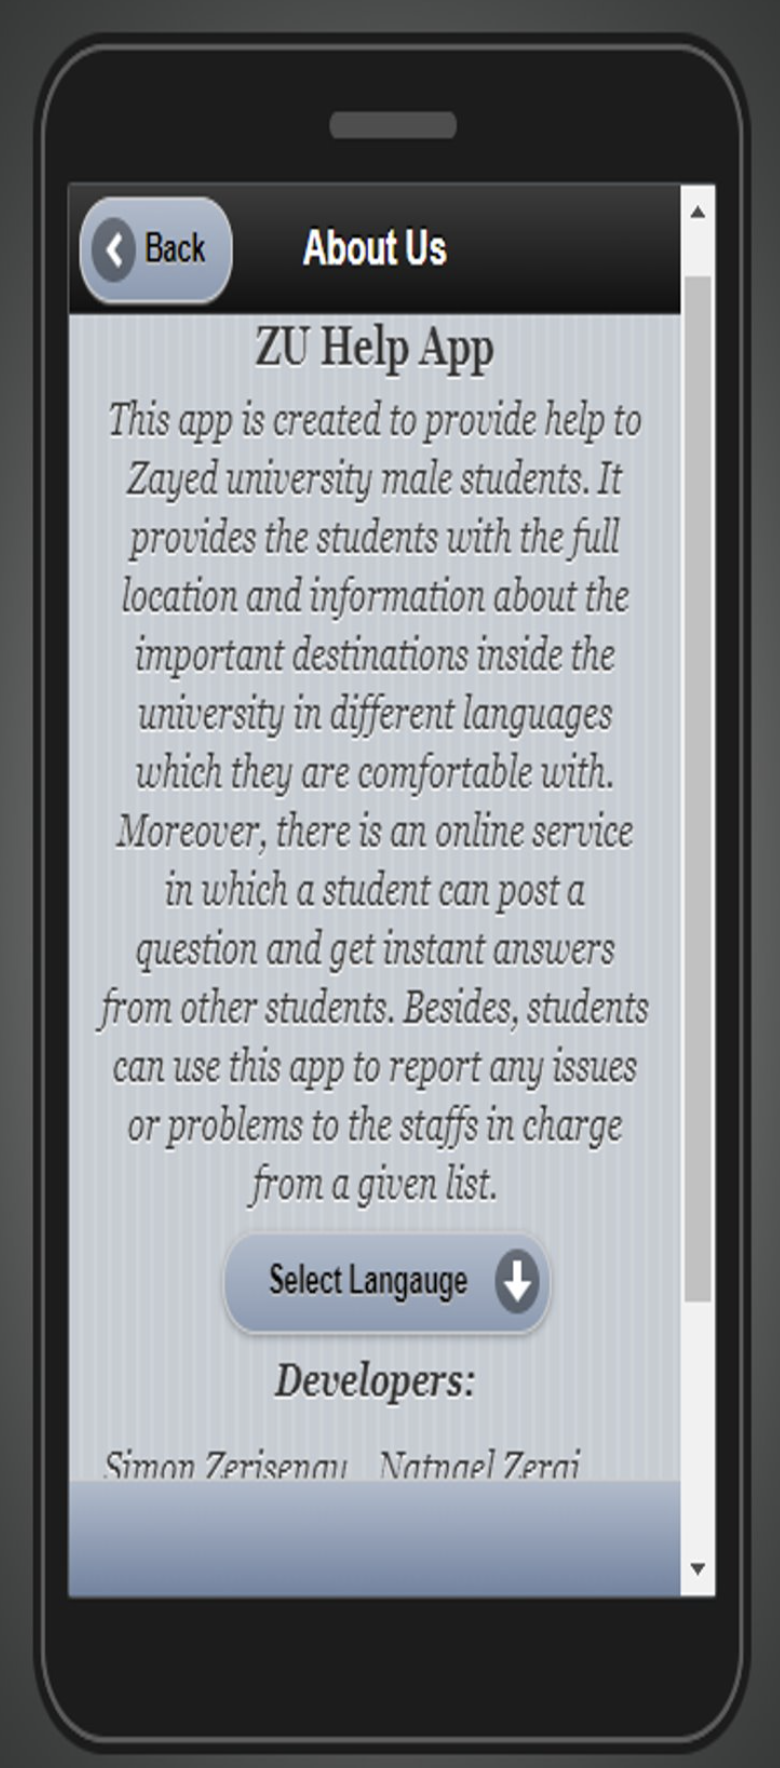 Back
About Us
ZU Help App
This app is created to provide help to
Zayed university male students. It
provides the students with the full
location and information about the
important destinations inside the
university in different languages
which they are comfortable with.
Moreover, there is an online service
in which a student can post a
question and get instant answers
from other students. Besides, students
can use this app to report any issues
or problems to the staffs in charge
from a given list.
Select Langauge
Developers:
Simon Natnael